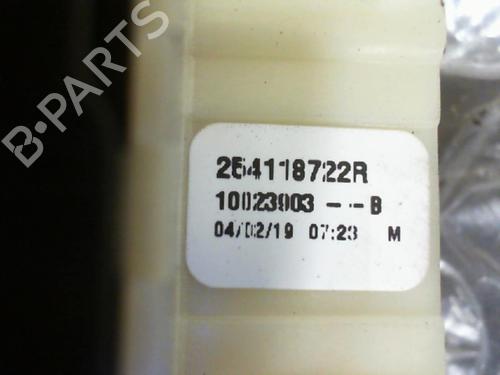 B-PARTS
254118722R
10023903 - - B
04/02/19 07:23 M